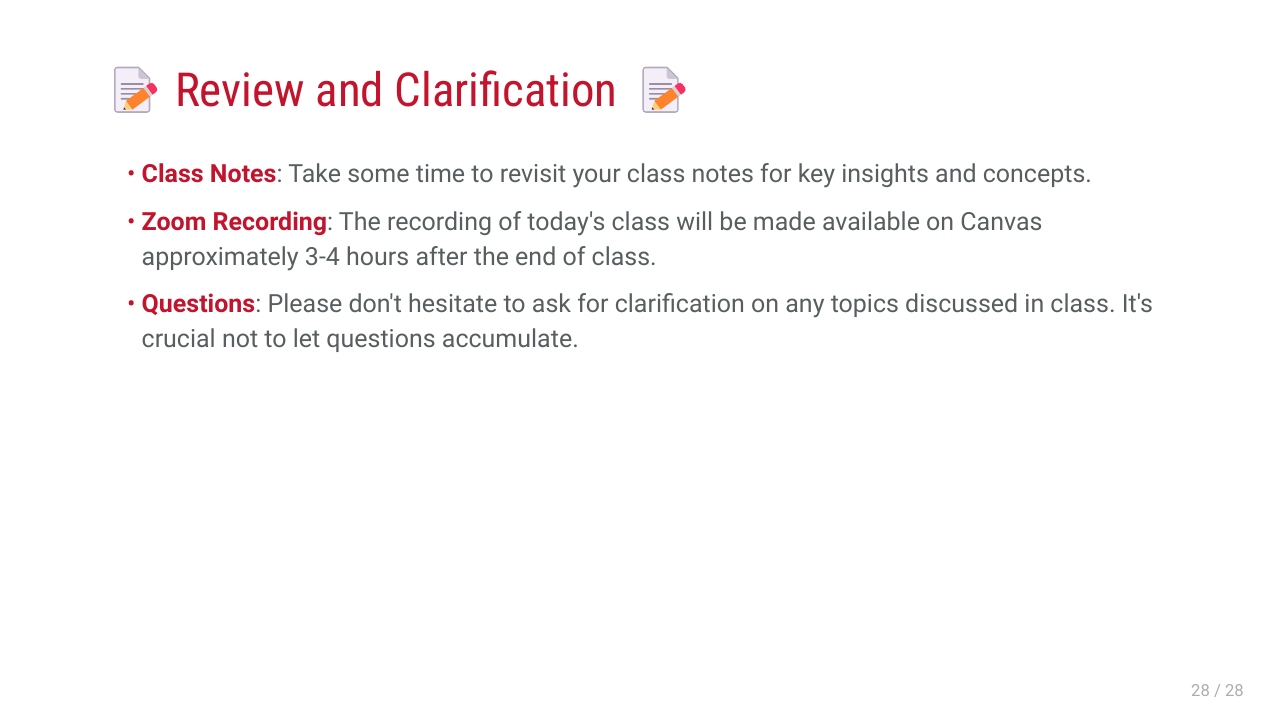 Review and Clarification
• Class Notes: Take some time to revisit your class notes for key insights and concepts.
• Zoom Recording: The recording of today's class will be made available on Canvas
approximately 3-4 hours after the end of class.
• Questions: Please don't hesitate to ask for clarification on any topics discussed in class. It's
crucial not to let questions accumulate.
28 / 28